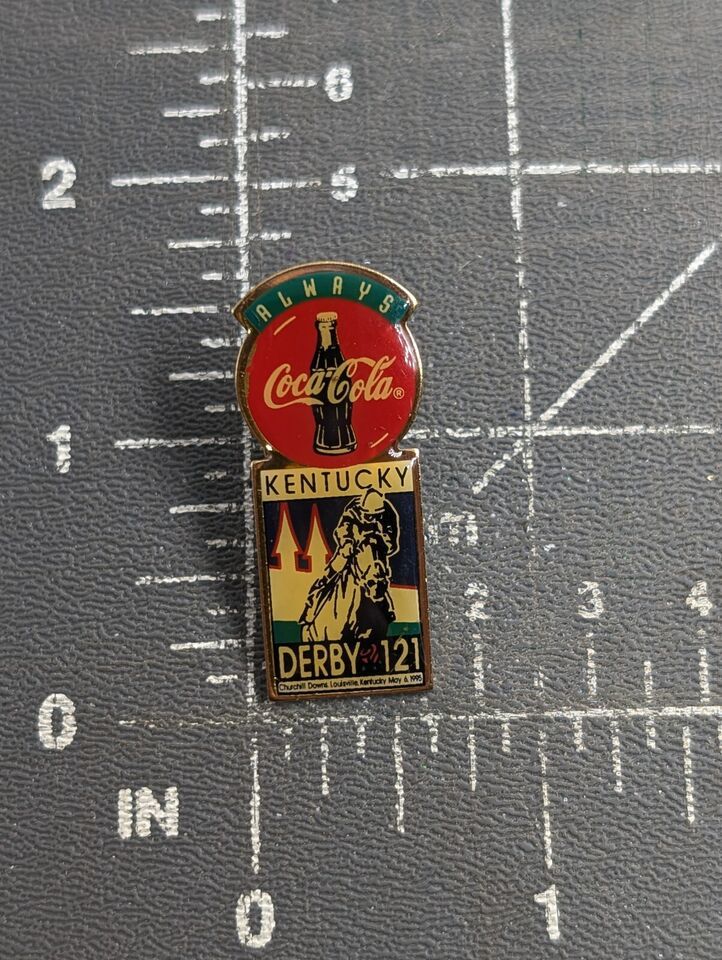 6
2
5
ALWAYS
Coca-Cola®
1
KENTUCKY
3
2 3 4
DERBY 121
Churchill Downs, Louisville, Kentucky May 6, 1995
0
IN
0 1